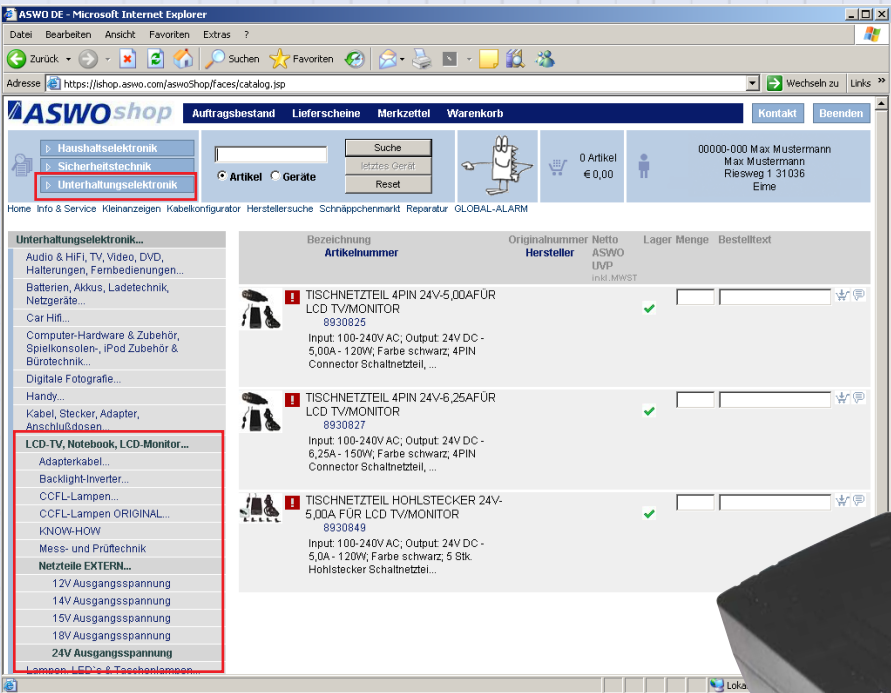 ASWO DE - Microsoft Internet Explorer
Datei Bearbeiten Ansicht Favoriten Extras ?
Zurück Suchen Favoriten
Adresse https://ishop.aswo.com/aswoShop/faces/catalog.jsp Wechseln zu Links »
ASWOshop Auftragsbestand Lieferscheine Merkzettel Warenkorb Kontakt Beenden
Haushaltselektronik
Sicherheitstechnik
Unterhaltungselektronik
Suche
letztes Gerät
Artikel Geräte Reset
0 Artikel
€ 0,00
00000-000 Max Mustermann
Max Mustermann
Riesweg 1 31036
Eime
Home Info & Service Kleinanzeigen Kabelkonfigurator Herstellersuche Schnäppchenmarkt Reparatur GLOBAL-ALARM
Unterhaltungselektronik...
Audio & HiFi, TV, Video, DVD,
Halterungen, Fernbedienungen...
Batterien, Akkus, Ladetechnik,
Netzgeräte...
Car Hifi...
Computer-Hardware & Zubehör,
Spielkonsolen-, iPod Zubehör &
Bürotechnik...
Digitale Fotografie...
Handy...
Kabel, Stecker, Adapter,
Anschlußdosen...
LCD-TV, Notebook, LCD-Monitor...
Adapterkabel...
Backlight-Inverter...
CCFL-Lampen...
CCFL-Lampen ORIGINAL...
KNOW-HOW
Mess- und Prüftechnik
Netzteile EXTERN...
12V Ausgangsspannung
14V Ausgangsspannung
15V Ausgangsspannung
18V Ausgangsspannung
24V Ausgangsspannung
Lampen, LED`s & Taschenlampen...
Bezeichnung Originalnummer Netto Lager Menge Bestelltext
Artikelnummer Hersteller ASWO
UVP
inkl.MWST
! TISCHNETZTEIL 4PIN 24V-5,00AFÜR
LCD TV/MONITOR
8930825
Input: 100-240V AC; Output: 24V DC -
5,00A - 120W; Farbe schwarz; 4PIN
Connector Schaltnetzteil, ...
! TISCHNETZTEIL 4PIN 24V-6,25AFÜR
LCD TV/MONITOR
8930827
Input: 100-240V AC; Output: 24V DC -
6,25A - 150W; Farbe schwarz; 4PIN
Connector Schaltnetzteil, ...
! TISCHNETZTEIL HOHLSTECKER 24V-
5,00A FÜR LCD TV/MONITOR
8930849
Input: 100-240V AC; Output: 24V DC -
5,0A - 120W; Farbe schwarz; 5 Stk.
Hohlstecker Schaltnetztei...